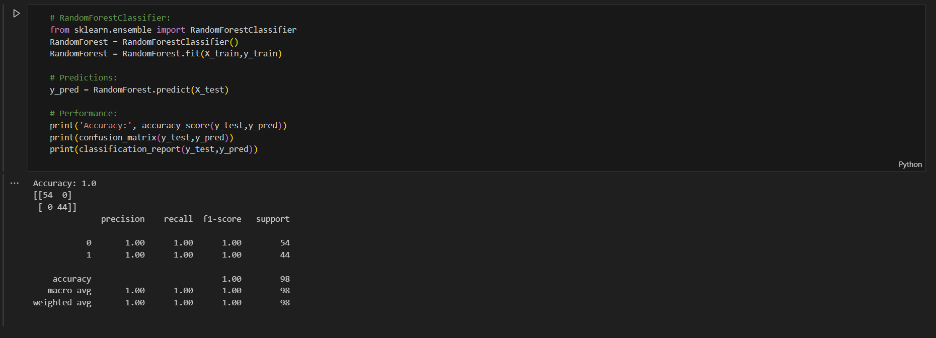 # RandomForestClassifier:
from sklearn.ensemble import RandomForestClassifier
RandomForest = RandomForestClassifier()
RandomForest = RandomForest.fit(X_train,y_train)
# Predictions:
y_pred = RandomForest.predict(X_test)
# Performance:
print('Accuracy:', accuracy_score(y_test,y_pred))
print(confusion_matrix(y_test,y_pred))
print(classification_report(y_test,y_pred))
Python
... Accuracy: 1.0
[[54  0]
 [ 0 44]]
precision recall f1-score support
0 1.00 1.00 1.00 54
1 1.00 1.00 1.00 44
accuracy 1.00 98
macro avg 1.00 1.00 1.00 98
weighted avg 1.00 1.00 1.00 98